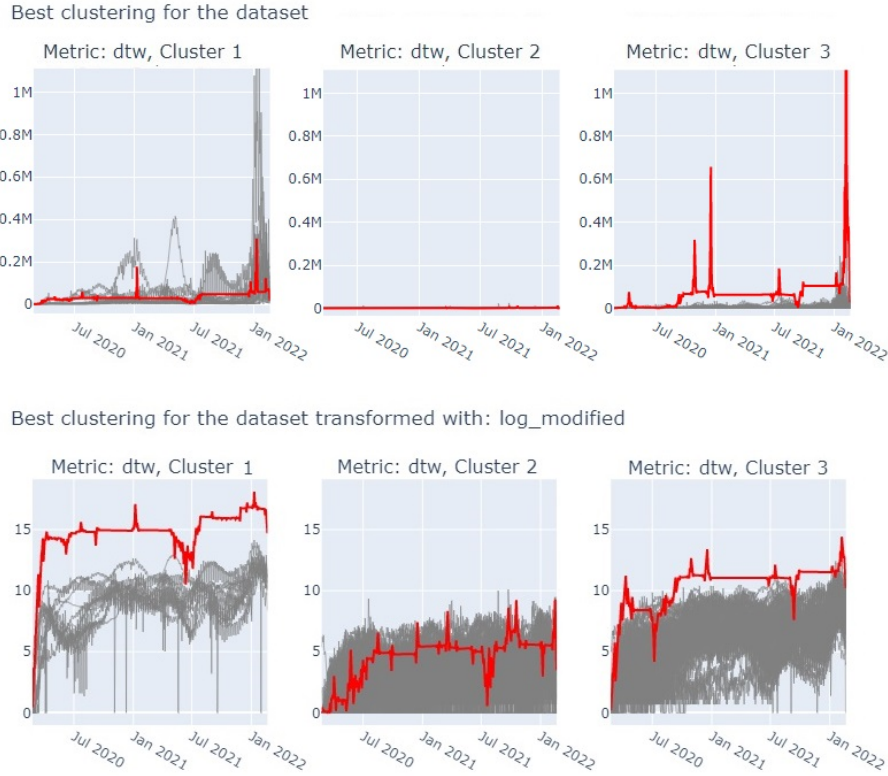 Best clustering for the dataset
Metric: dtw, Cluster 1
Metric: dtw, Cluster 2
Metric: dtw, Cluster 3
1M
0.8M
0.6M
0.4M
0.2M
0
1M
0.8M
0.6M
0.4M
0.2M
0
1M
0.8M
0.6M
0.4M
0.2M
0
Jul 2020
Jan 2021
Jul 2021
Jan 2022
Jul 2020
Jan 2021
Jul 2021
Jan 2022
Jul 2020
Jan 2021
Jul 2021
Jan 2022
Best clustering for the dataset transformed with: log_modified
Metric: dtw, Cluster 1
Metric: dtw, Cluster 2
Metric: dtw, Cluster 3
15
10
5
0
15
10
5
0
15
10
5
0
Jul 2020
Jan 2021
Jul 2021
Jan 2022
Jul 2020
Jan 2021
Jul 2021
Jan 2022
Jul 2020
Jan 2021
Jul 2021
Jan 2022